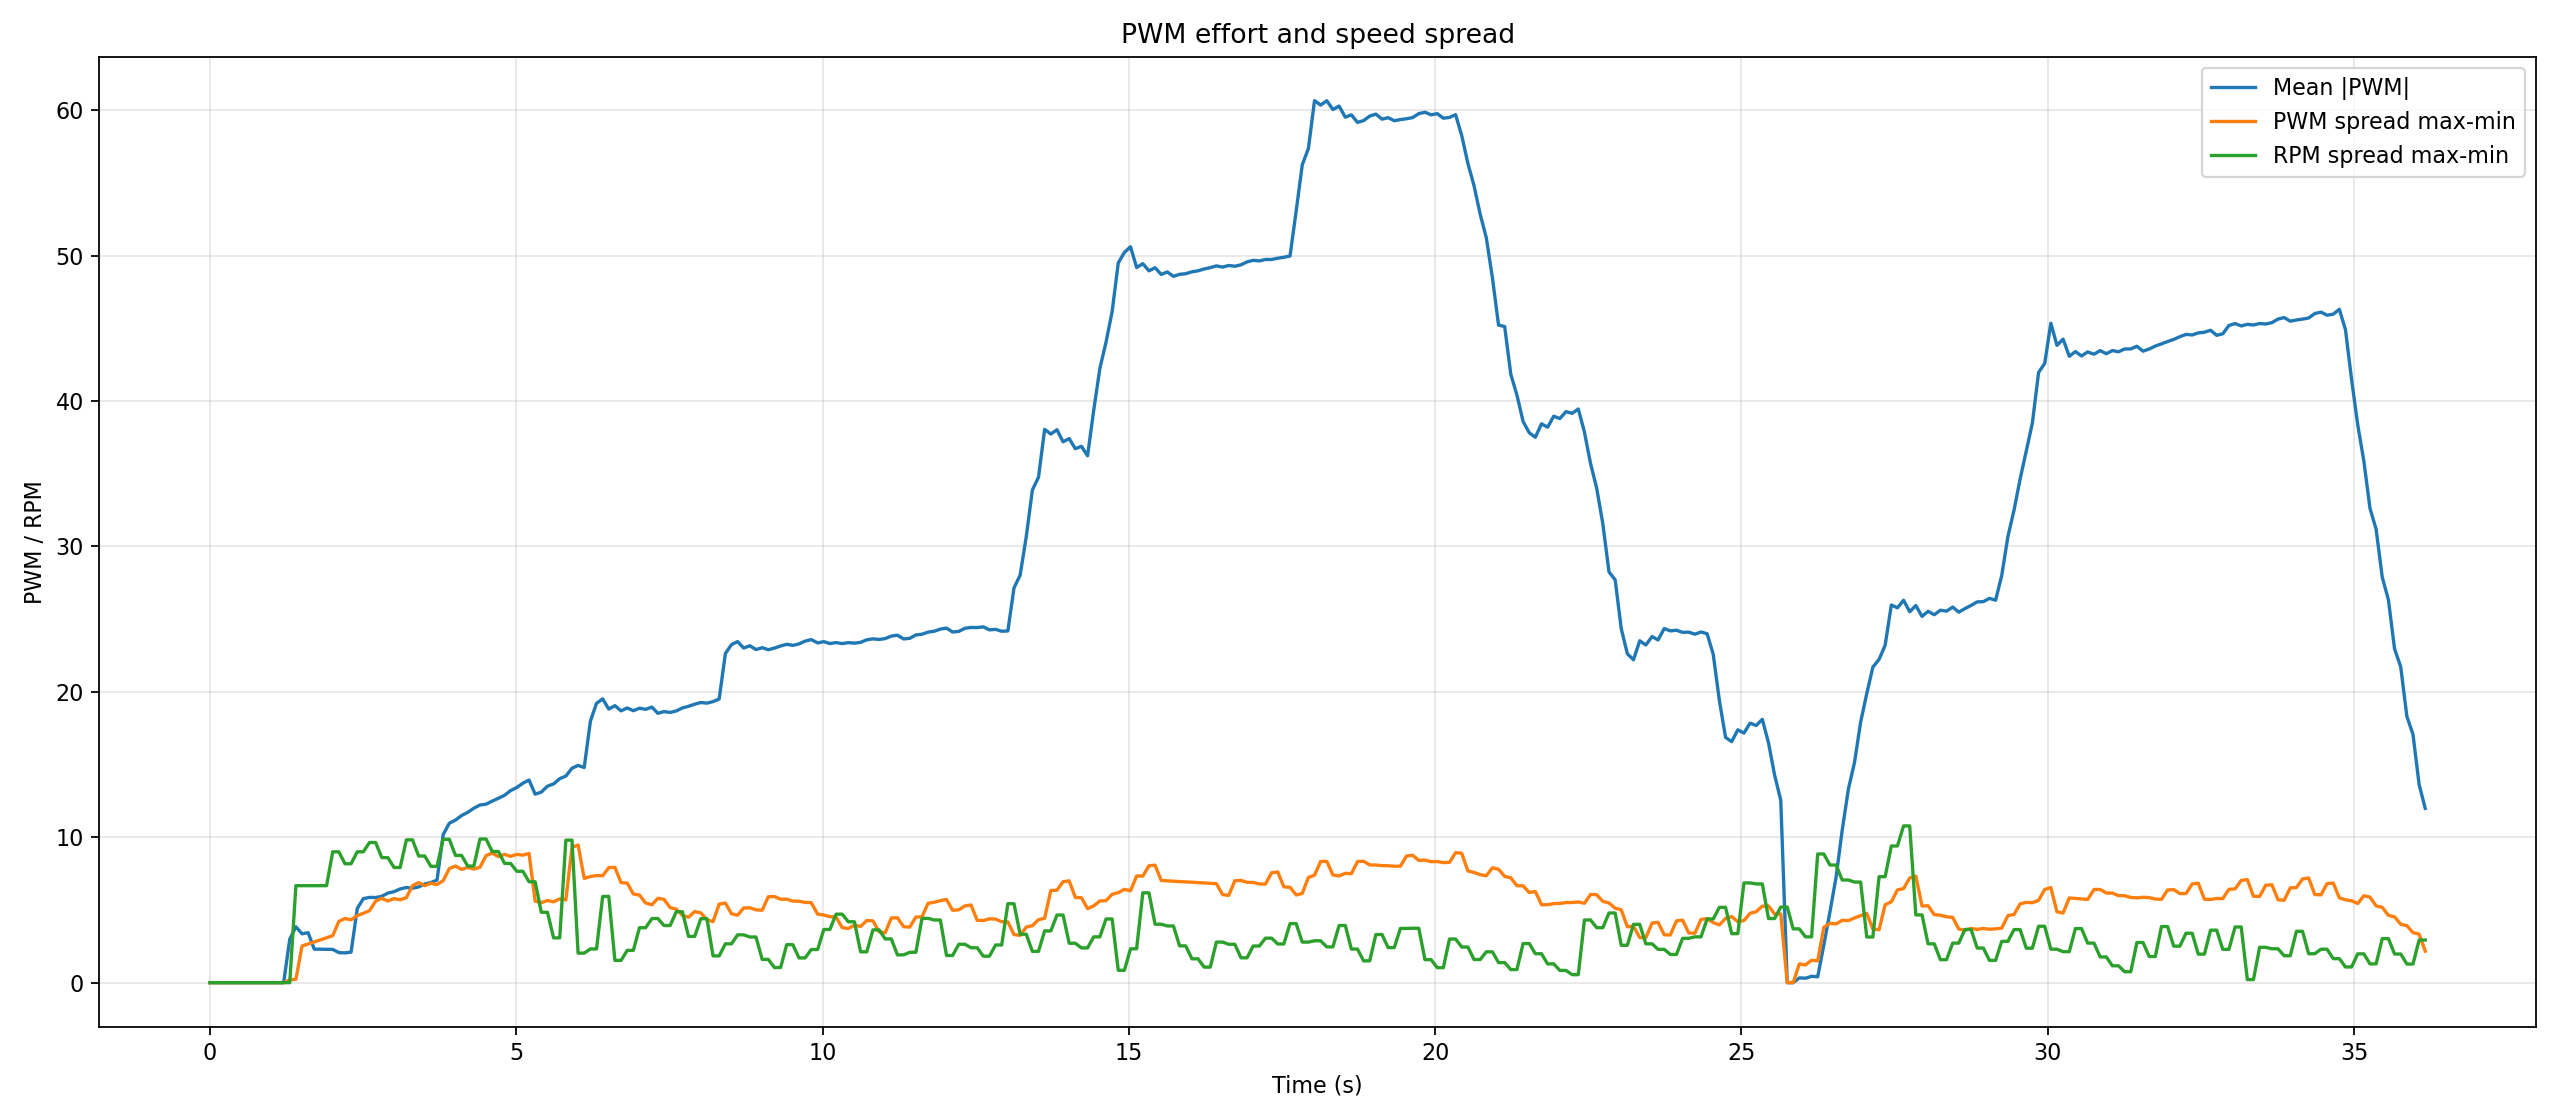 PWM effort and speed spread
Mean |PWM|
PWM spread max-min
RPM spread max-min
PWM / RPM
60
50
40
30
20
10
0
0 5 10 15 20 25 30 35
Time (s)